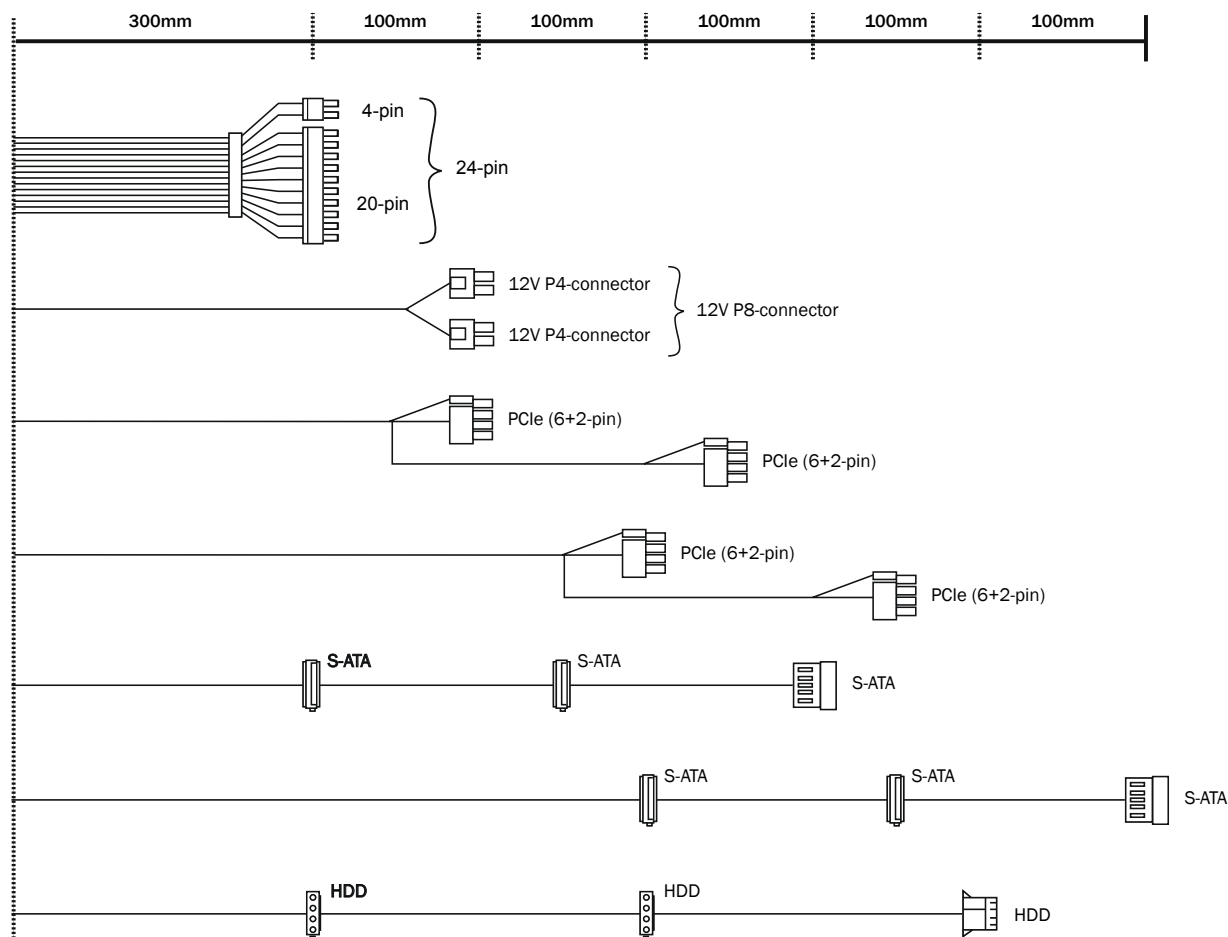 300mm 100mm 100mm 100mm 100mm 100mm
4-pin
24-pin
20-pin
12V P4-connector
12V P8-connector
12V P4-connector
PCIe (6+2-pin)
PCIe (6+2-pin)
PCIe (6+2-pin)
PCIe (6+2-pin)
S-ATA S-ATA
S-ATA
S-ATA S-ATA
S-ATA
HDD HDD
HDD